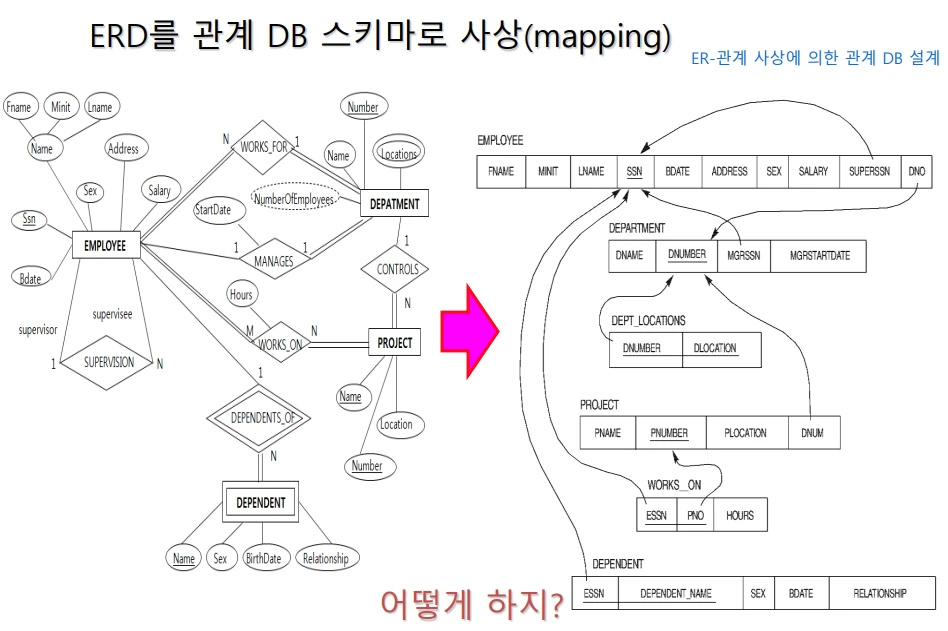 ERD를 관계 DB 스키마로 사상(mapping)
ER-관계 사상에 의한 관계 DB 설계
Fname Minit Lname
Name
Address
Sex
Salary
Ssn
EMPLOYEE
Bdate
supervisor
supervisee
1 SUPERVISION N
N WORKS_FOR 1
Number
Name
Locations
NumberOfEmployees
DEPATMENT
StartDate
1 MANAGES 1
1
CONTROLS
N
Hours
M WORKS_ON N
PROJECT
Name
Location
Number
1
DEPENDENTS_OF
N
DEPENDENT
Name Sex BirthDate Relationship
EMPLOYEE
FNAME MINIT LNAME SSN BDATE ADDRESS SEX SALARY SUPERSSN DNO
DEPARTMENT
DNAME DNUMBER MGRSSN MGRSTARTDATE
DEPT_LOCATIONS
DNUMBER DLOCATION
PROJECT
PNAME PNUMBER PLOCATION DNUM
WORKS_ON
ESSN PNO HOURS
DEPENDENT
ESSN DEPENDENT_NAME SEX BDATE RELATIONSHIP
어떻게 하지?